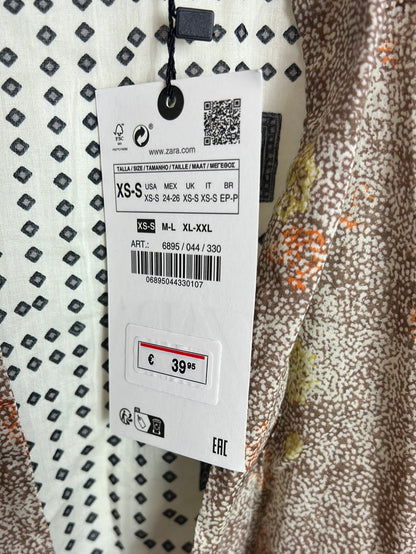 FSC
www.zara.com
TALLA / SIZE / TAMANHO / TAILLE / MAAT / ΜΕΓΕΘΟΣ
XS-S USA MEX UK IT BR
XS-S 24-26 XS-S XS-S EP-P
XS-S M-L XL-XXL
ART.: 6895 / 044 / 330
06895044330107
€ 39 95
EAC